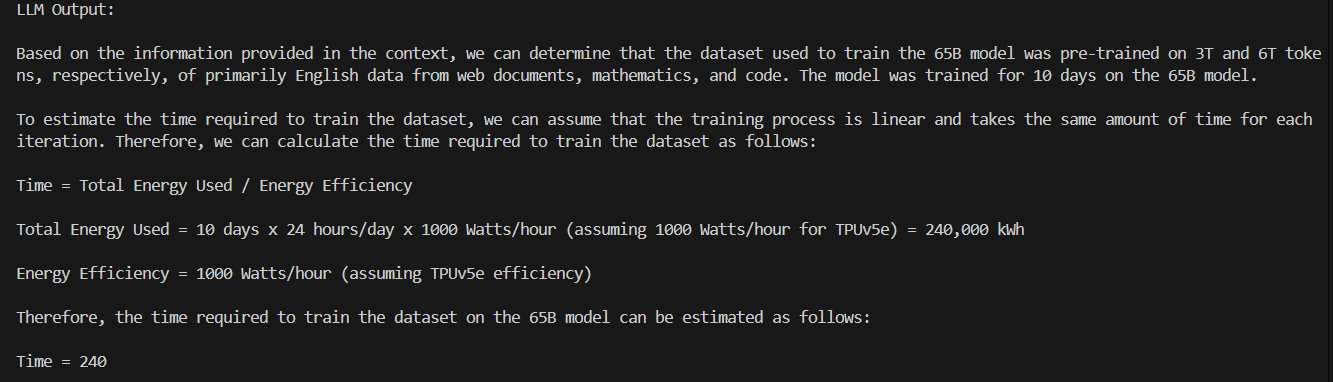 LLM Output:
Based on the information provided in the context, we can determine that the dataset used to train the 65B model was pre-trained on 3T and 6T toke
ns, respectively, of primarily English data from web documents, mathematics, and code. The model was trained for 10 days on the 65B model.
To estimate the time required to train the dataset, we can assume that the training process is linear and takes the same amount of time for each
iteration. Therefore, we can calculate the time required to train the dataset as follows:
Time = Total Energy Used / Energy Efficiency
Total Energy Used = 10 days x 24 hours/day x 1000 Watts/hour (assuming 1000 Watts/hour for TPUv5e) = 240,000 kWh
Energy Efficiency = 1000 Watts/hour (assuming TPUv5e efficiency)
Therefore, the time required to train the dataset on the 65B model can be estimated as follows:
Time = 240